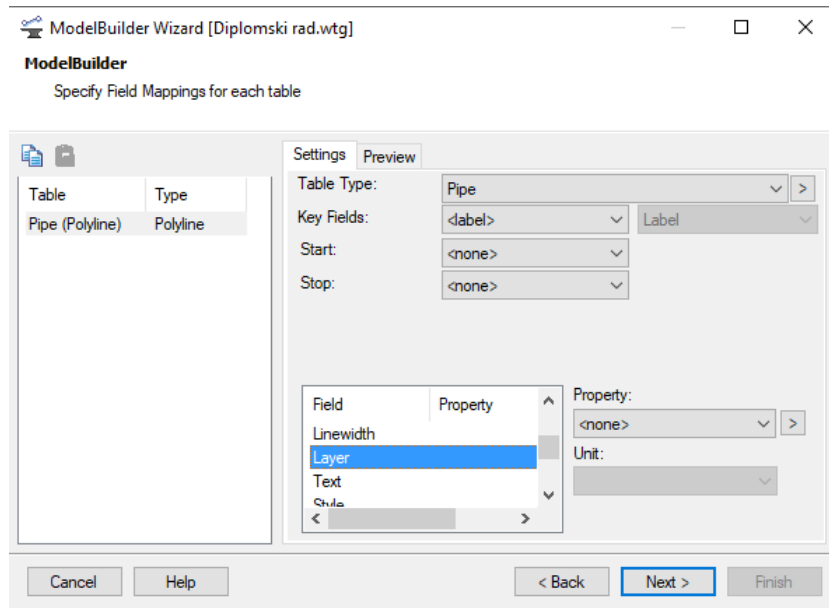 ModelBuilder Wizard [Diplomski rad.wtg]
ModelBuilder
Specify Field Mappings for each table
Settings Preview
Table Type
Pipe (Polyline) Polyline
Table Type: Pipe >
Key Fields: <label> Label
Start: <none>
Stop: <none>
Field Property
Linewidth
Layer
Text
Style
Property:
<none> >
Unit:
Cancel Help < Back Next > Finish